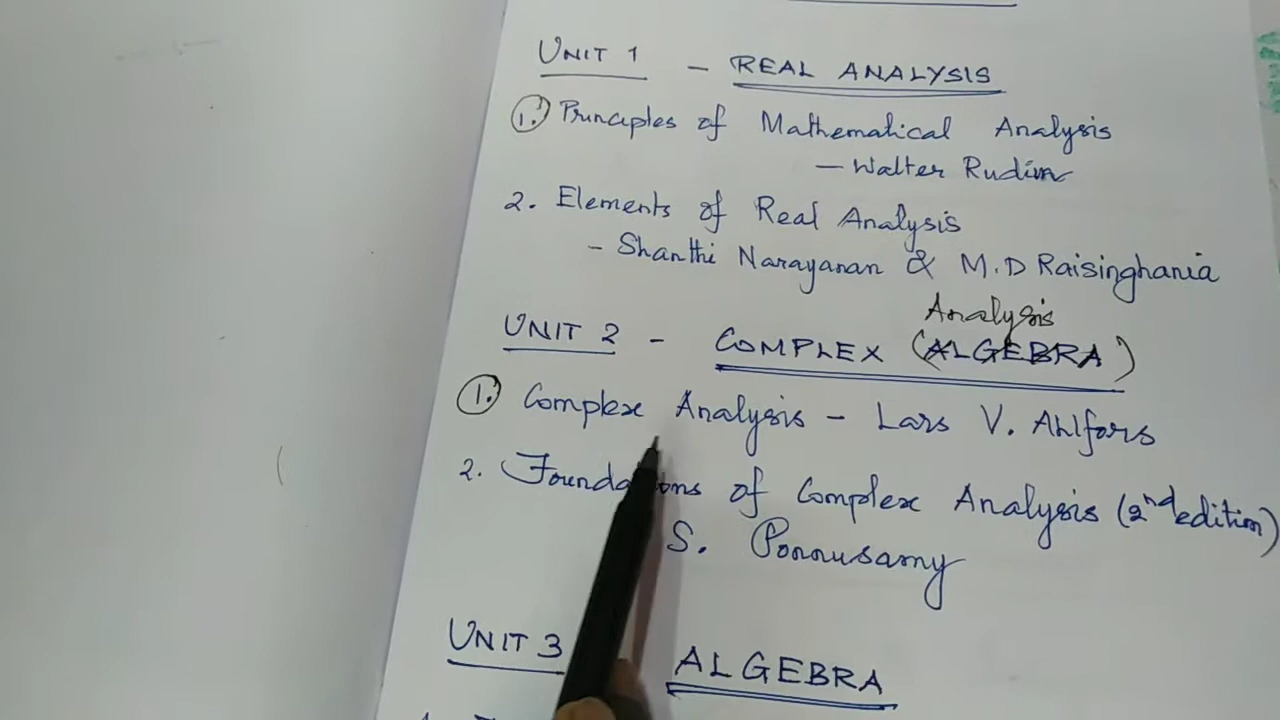 UNIT 1 - REAL ANALYSIS
1. Principles of Mathematical Analysis
- Walter Rudin
2. Elements of Real Analysis
- Shanthi Narayanan & M.D Raisinghania
Analysis
UNIT 2 - COMPLEX (ALGEBRA)
1. Complex Analysis - Lars V. Ahlfors
2. Foundations of Complex Analysis (2nd edition)
S. Ponnusamy
UNIT 3 ALGEBRA